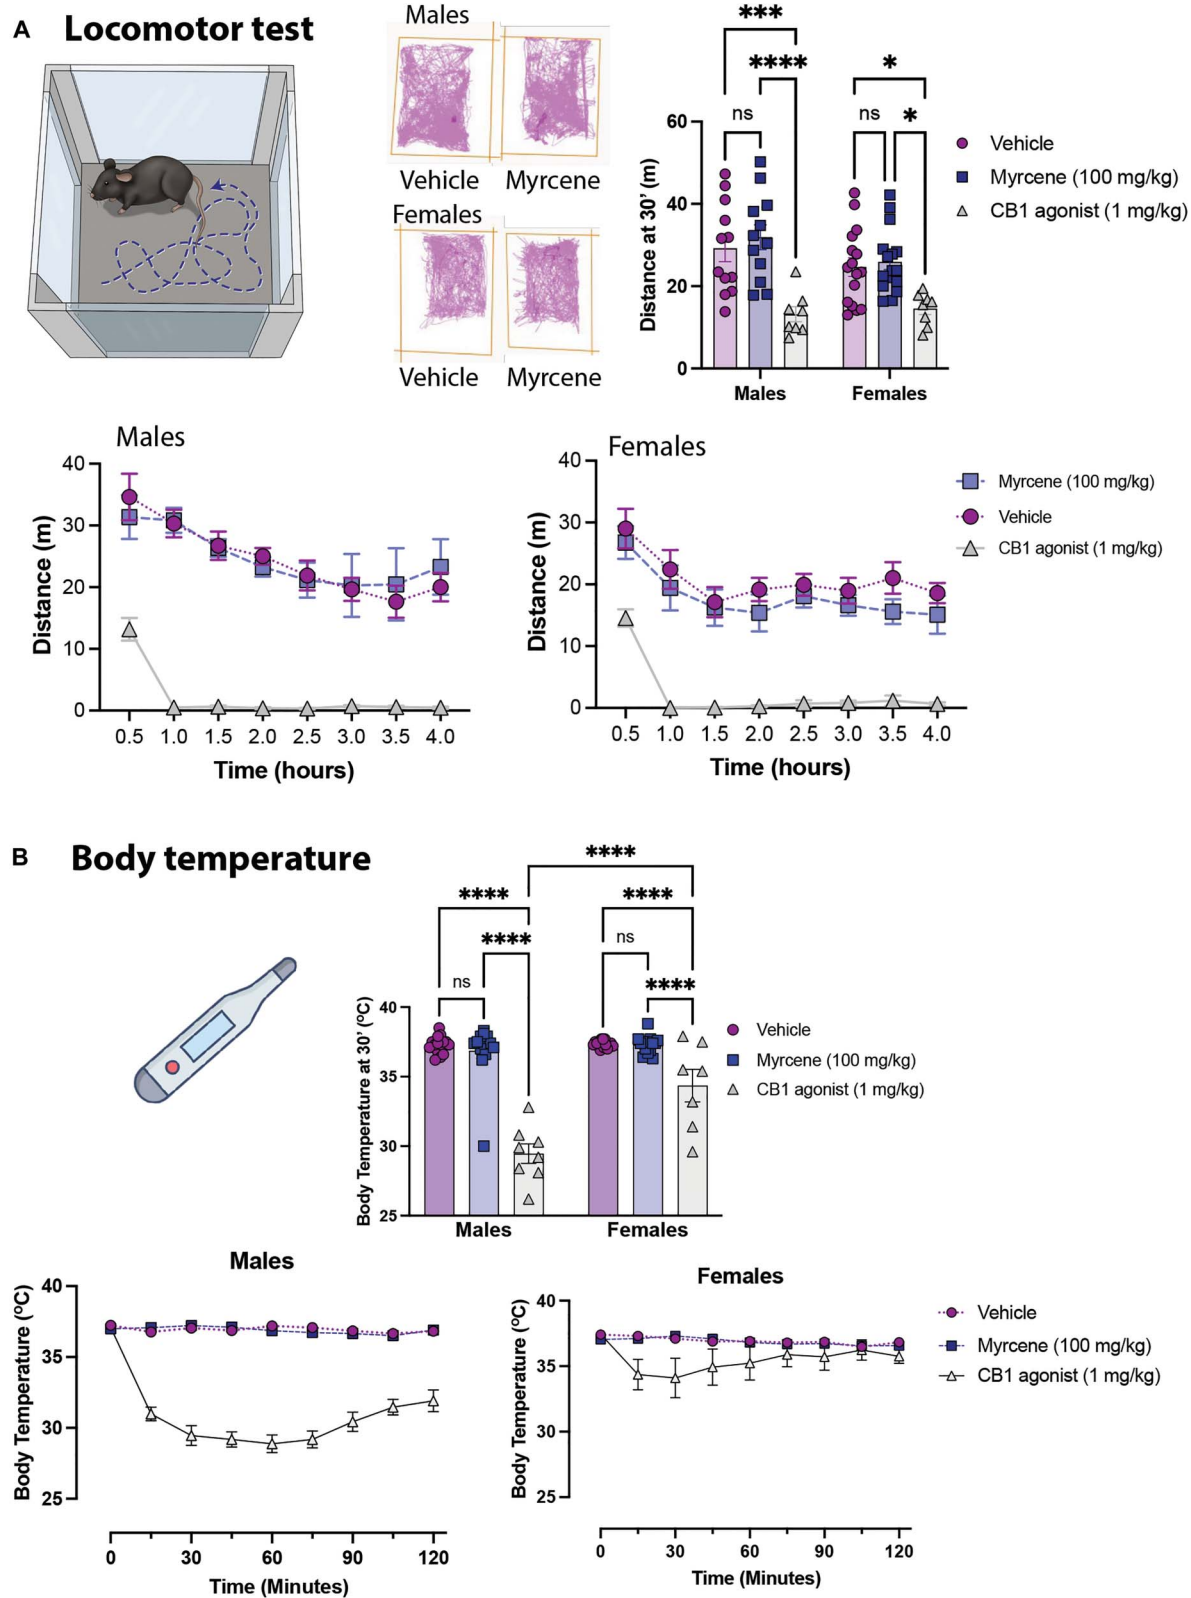 A Locomotor test
Males
Vehicle Myrcene
Females
Vehicle Myrcene
***
****
*
ns
ns
*
Distance at 30’ (m)
60
40
20
0
Males Females
Vehicle
Myrcene (100 mg/kg)
CB1 agonist (1 mg/kg)
Males
Distance (m)
40
30
20
10
0
0.5 1.0 1.5 2.0 2.5 3.0 3.5 4.0
Time (hours)
Females
Distance (m)
40
30
20
10
0
0.5 1.0 1.5 2.0 2.5 3.0 3.5 4.0
Time (hours)
Myrcene (100 mg/kg)
Vehicle
CB1 agonist (1 mg/kg)
B Body temperature
****
****
****
****
ns
ns
****
Body Temperature at 30’ (ºC)
40
35
30
25
Males Females
Vehicle
Myrcene (100 mg/kg)
CB1 agonist (1 mg/kg)
Males
Body Temperature (ºC)
40
35
30
25
0 30 60 90 120
Time (Minutes)
Females
Body Temperature (ºC)
40
35
30
25
0 30 60 90 120
Time (Minutes)
Vehicle
Myrcene (100 mg/kg)
CB1 agonist (1 mg/kg)